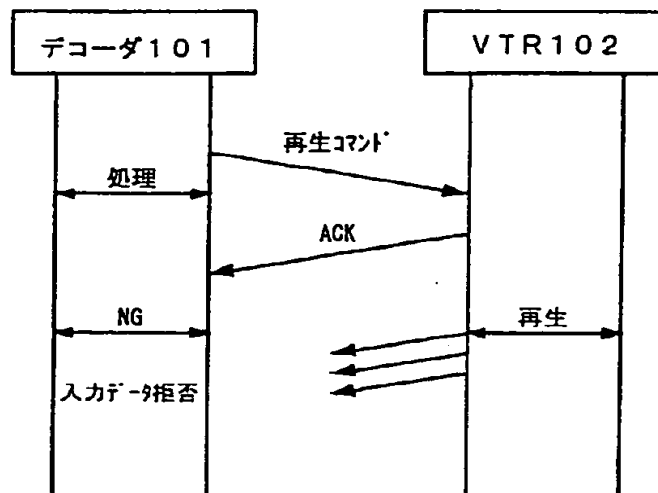 デコーダ101
VTR102
再生ｺﾏﾝﾄﾞ
処理
ACK
NG
再生
入力ﾃﾞｰﾀ拒否